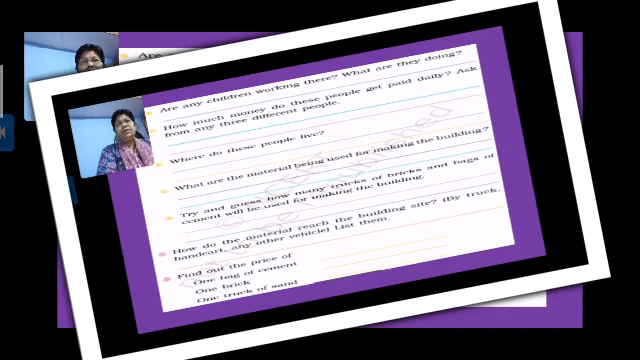 Are
Are any children working there? What are they doing?
How much money do these people get paid daily? Ask
from any three different people.
Where do these people live?
What are the material being used for making the building?
Try and guess how many trucks of bricks and bags of
cement will be used for making the building.
How do the material reach the building site? (By truck,
handcart, any other vehicle) List them.
Find out the price of
One bag of cement
One brick
One truck of sand